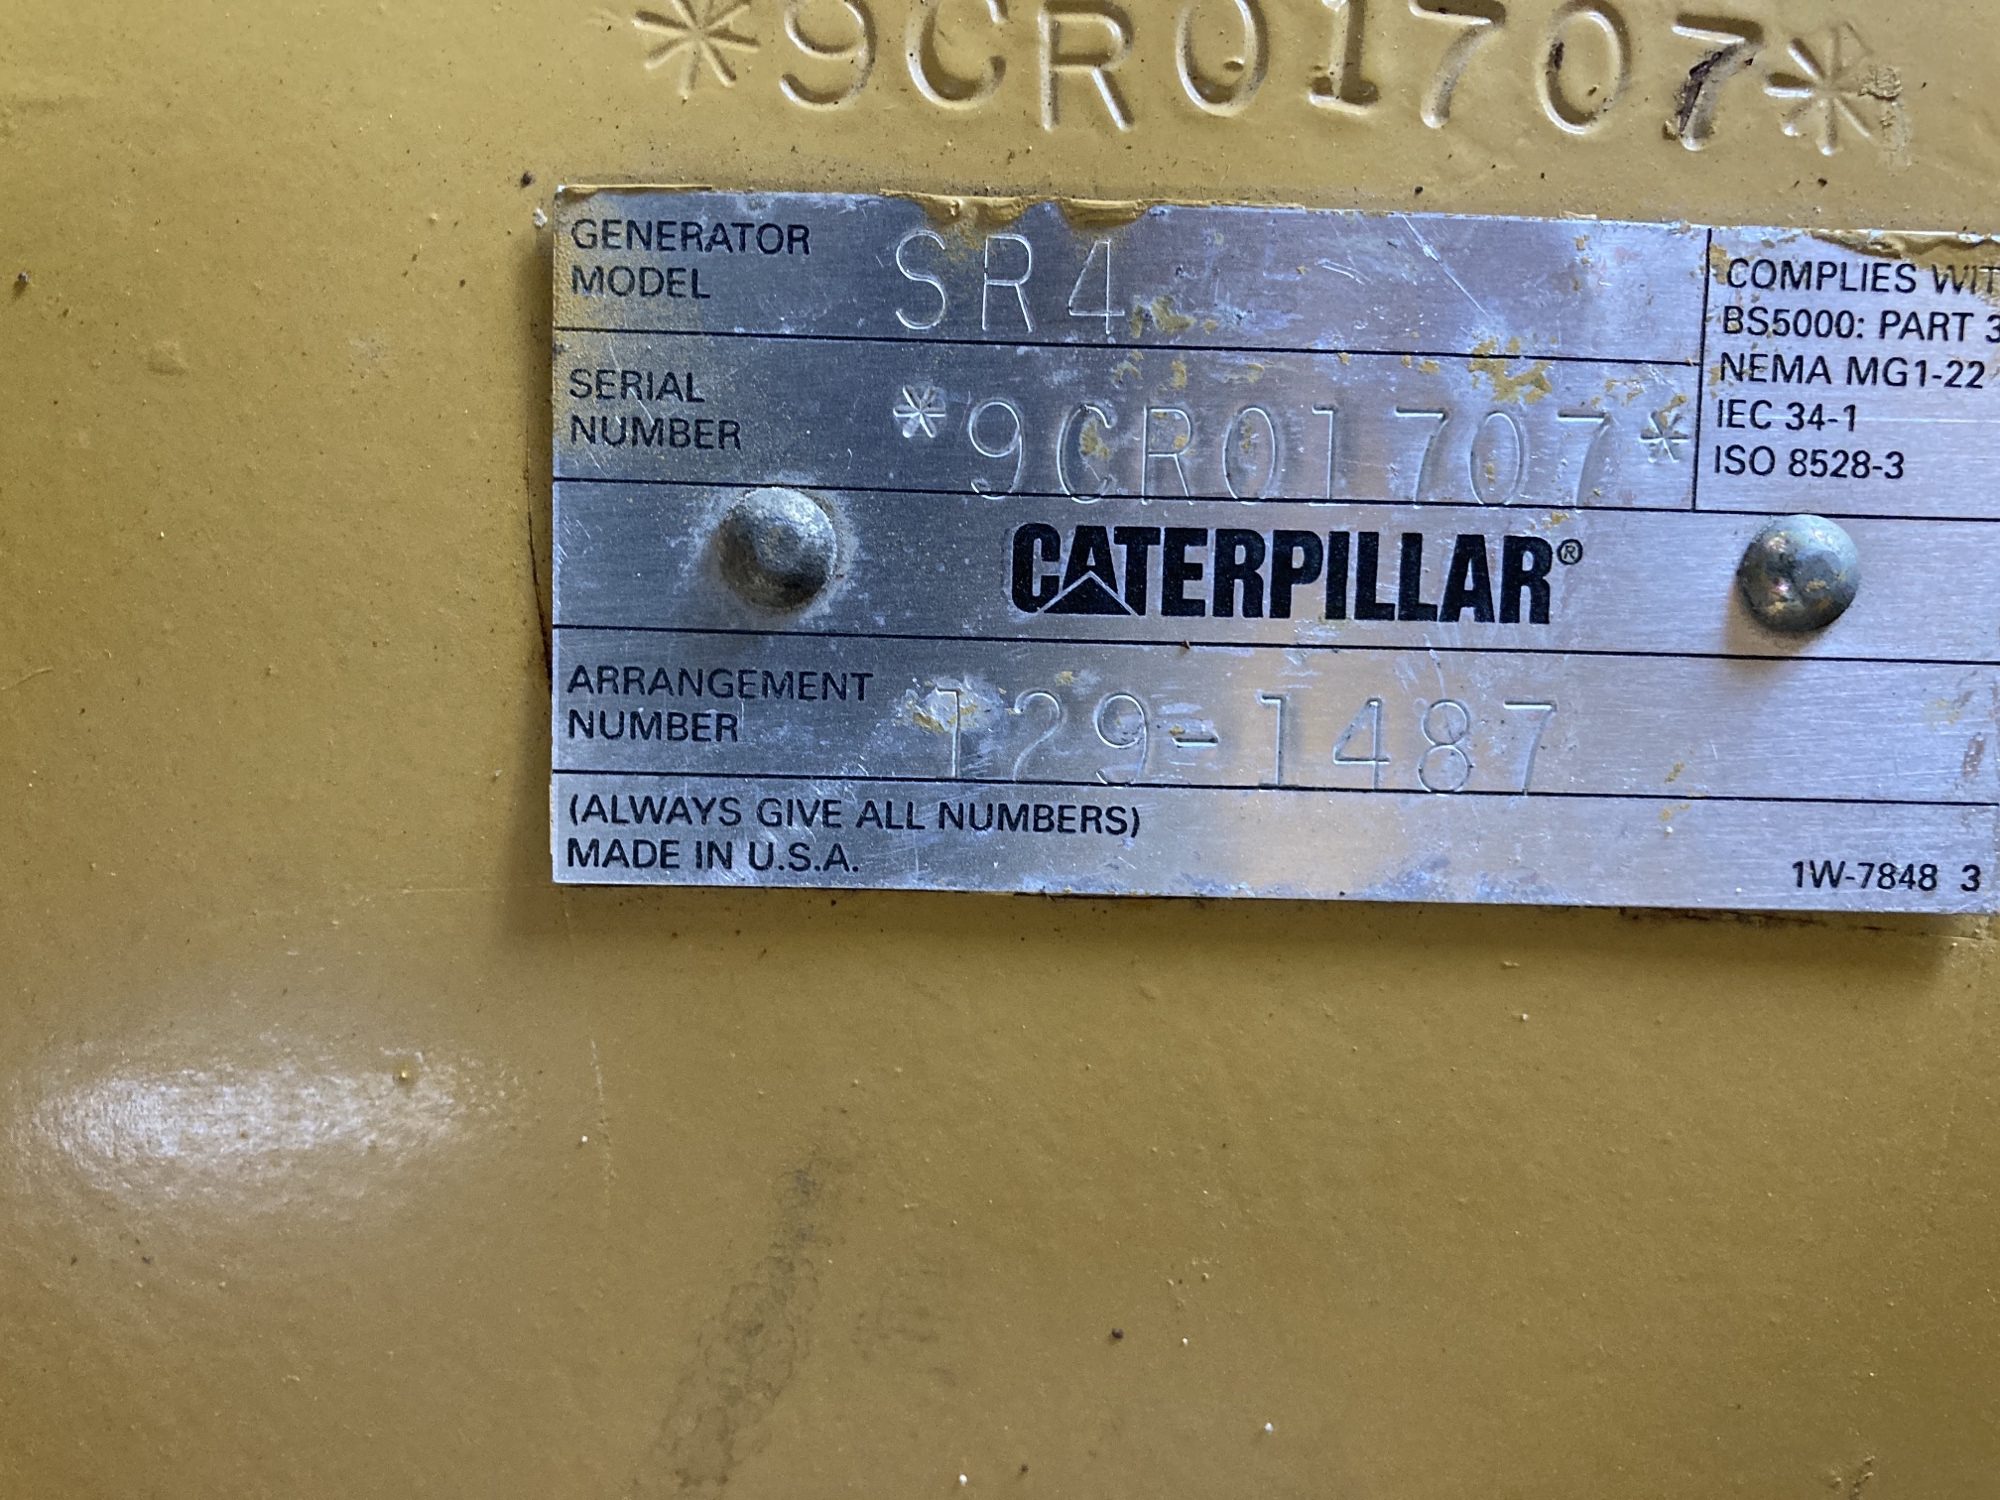 *9CR01707*
GENERATOR
MODEL SR4
COMPLIES WIT
BS5000: PART 3
NEMA MG1-22
IEC 34-1
ISO 8528-3
SERIAL
NUMBER *9CR01707*
CATERPILLAR®
ARRANGEMENT
NUMBER 129-1487
(ALWAYS GIVE ALL NUMBERS)
MADE IN U.S.A.
1W-7848 3